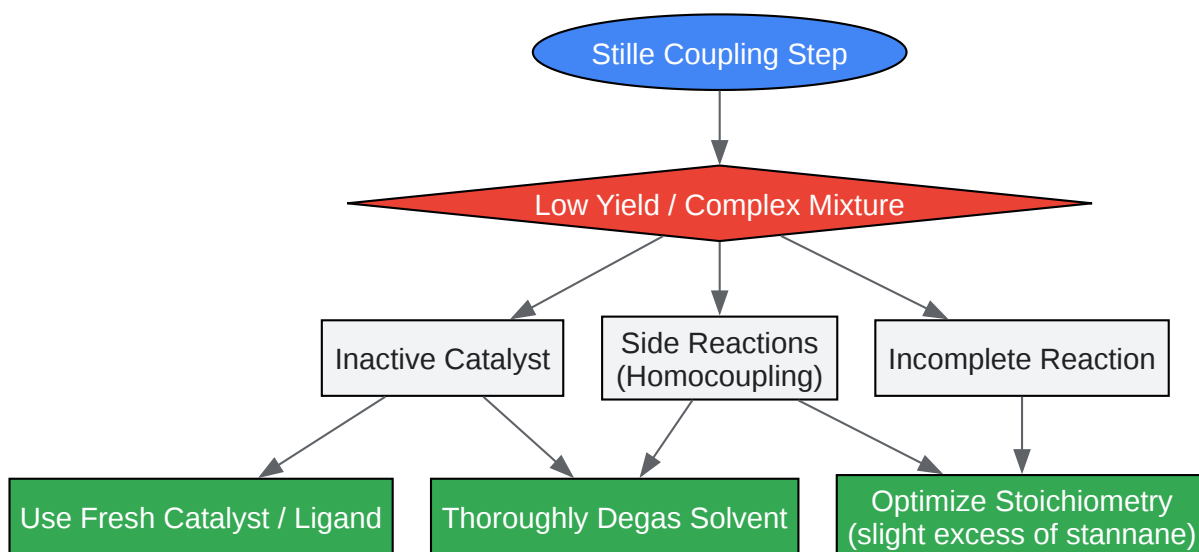 Stille Coupling Step
Low Yield / Complex Mixture
Inactive Catalyst
Side Reactions
(Homocoupling)
Incomplete Reaction
Use Fresh Catalyst / Ligand
Thoroughly Degas Solvent
Optimize Stoichiometry
(slight excess of stannane)